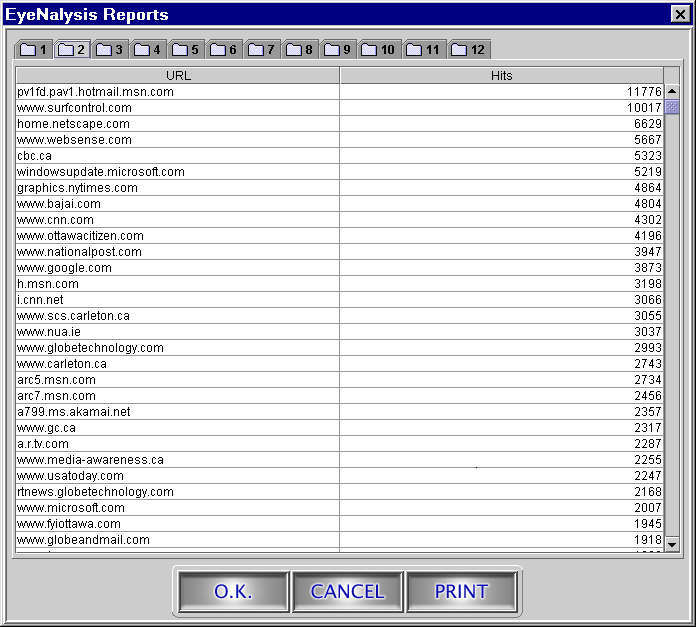 EyeNalysis Reports
1 2 3 4 5 6 7 8 9 10 11 12
URL Hits
pv1fd.pav1.hotmail.msn.com 11776
www.surfcontrol.com 10017
home.netscape.com 6629
www.websense.com 5667
cbc.ca 5323
windowsupdate.microsoft.com 5219
graphics.nytimes.com 4864
www.bajai.com 4804
www.cnn.com 4302
www.ottawacitizen.com 4196
www.nationalpost.com 3947
www.google.com 3873
h.msn.com 3198
i.cnn.net 3066
www.scs.carleton.ca 3055
www.nua.ie 3037
www.globetechnology.com 2993
www.carleton.ca 2743
arc5.msn.com 2734
arc7.msn.com 2456
a799.ms.akamai.net 2357
www.gc.ca 2317
a.r.tv.com 2287
www.media-awareness.ca 2255
www.usatoday.com 2247
rtnews.globetechnology.com 2168
www.microsoft.com 2007
www.fyiottawa.com 1945
www.globeandmail.com 1918
O.K. CANCEL PRINT